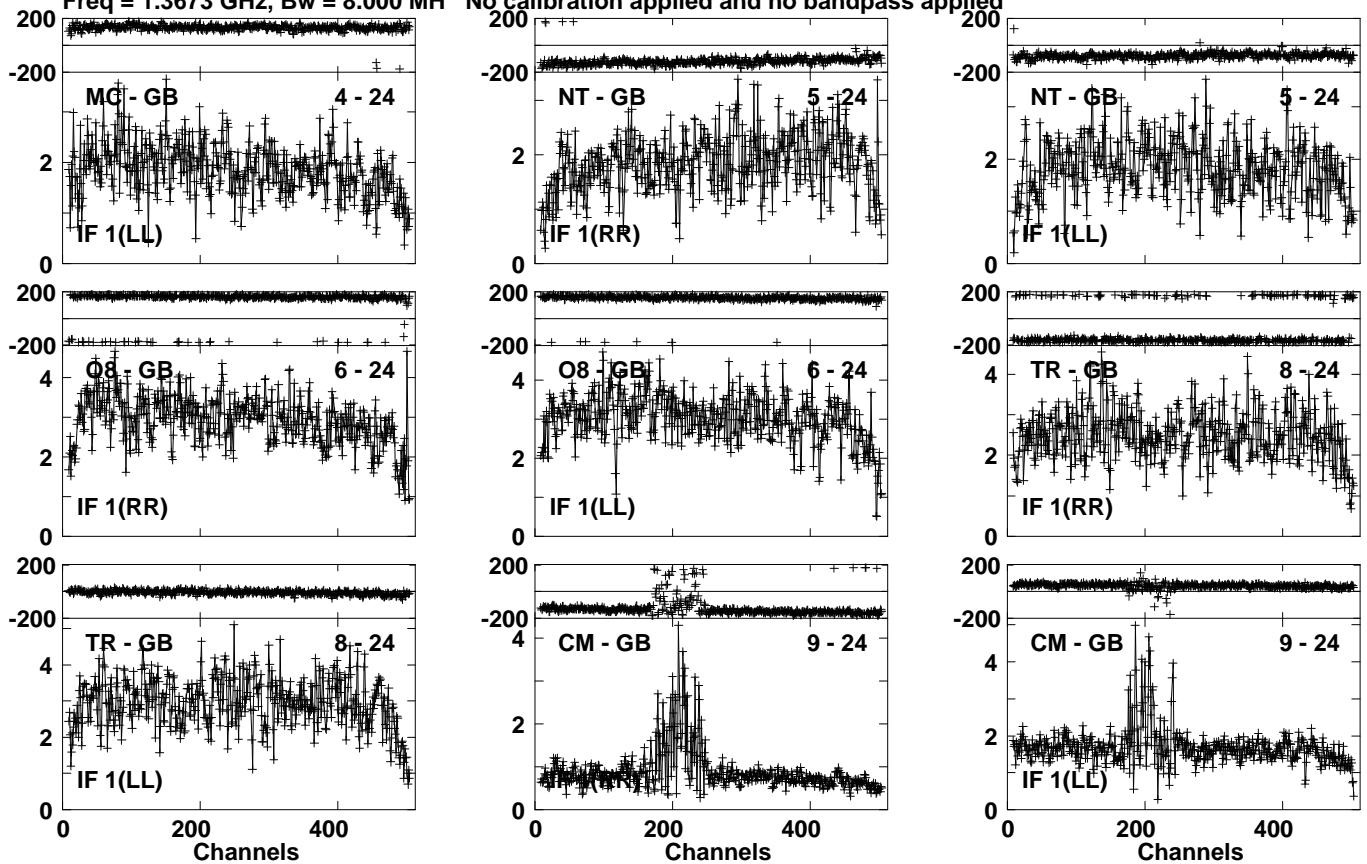 Freq = 1.3673 GHz, Bw = 8.000 MH No calibration applied and no bandpass applied
200
-200
MC - GB 4 - 24
2
IF 1(LL)
0
200
-200
NT - GB 5 - 24
2
IF 1(RR)
0
200
-200
NT - GB 5 - 24
2
IF 1(LL)
0
200
-200
O8 - GB 6 - 24
4
2
IF 1(RR)
0
200
-200
O8 - GB 6 - 24
4
2
IF 1(LL)
0
200
-200
TR - GB 8 - 24
4
2
IF 1(RR)
0
200
-200
TR - GB 8 - 24
4
2
IF 1(LL)
0
0 200 400
Channels
200
-200
CM - GB 9 - 24
4
2
0
0 200 400
Channels
200
-200
CM - GB 9 - 24
4
2
IF 1(LL)
0
0 200 400
Channels